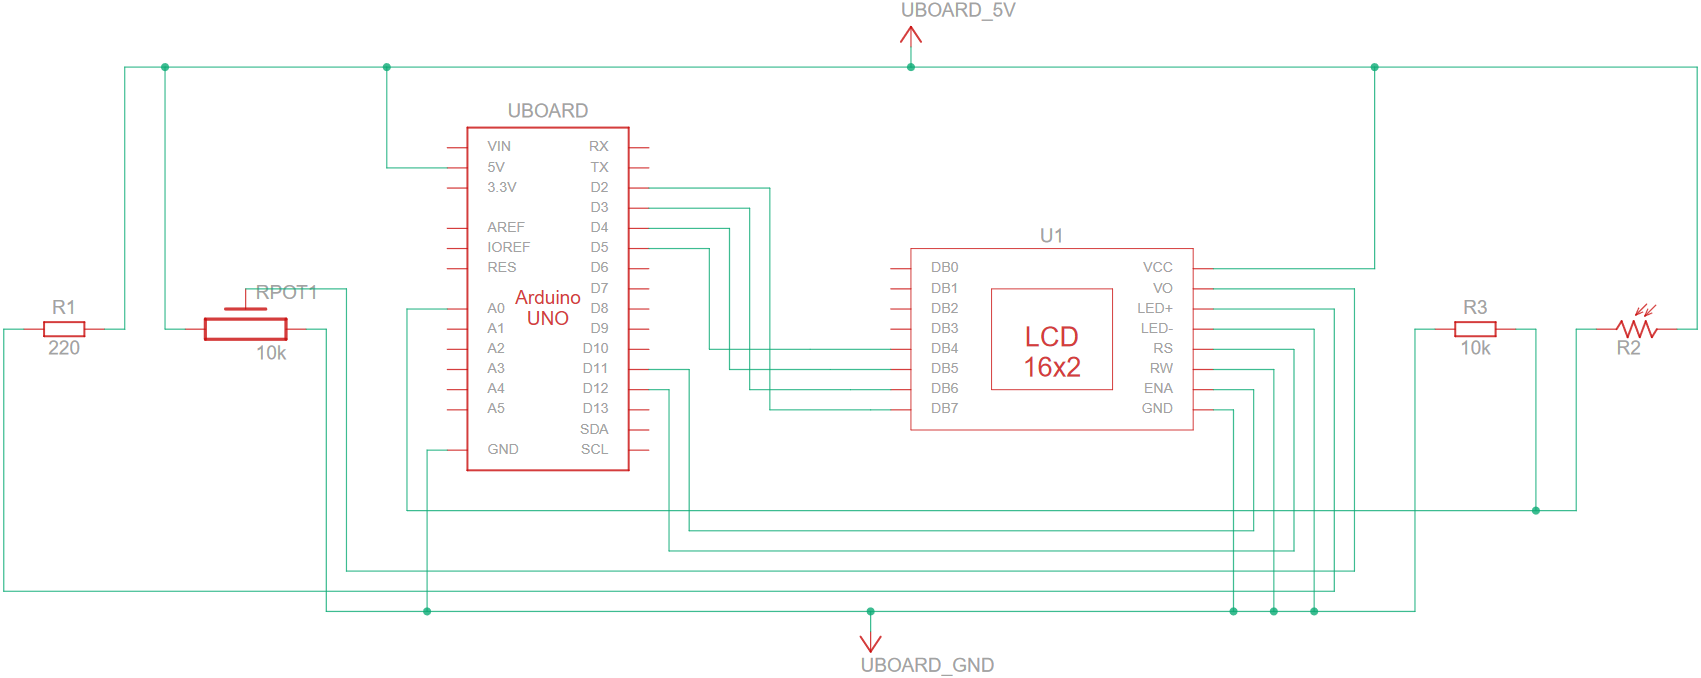 UBOARD_5V
UBOARD
VIN RX
5V TX
3.3V D2
D3
AREF D4
IOREF D5
RES D6
D7
A0 D8
A1 D9
A2 D10
A3 D11
A4 D12
A5 D13
SDA
GND SCL
Arduino
UNO
U1
DB0 VCC
DB1 VO
DB2 LED+
DB3 LED-
DB4 RS
DB5 RW
DB6 ENA
DB7 GND
LCD
16x2
R1
220
RPOT1
10k
R3
10k
R2
UBOARD_GND